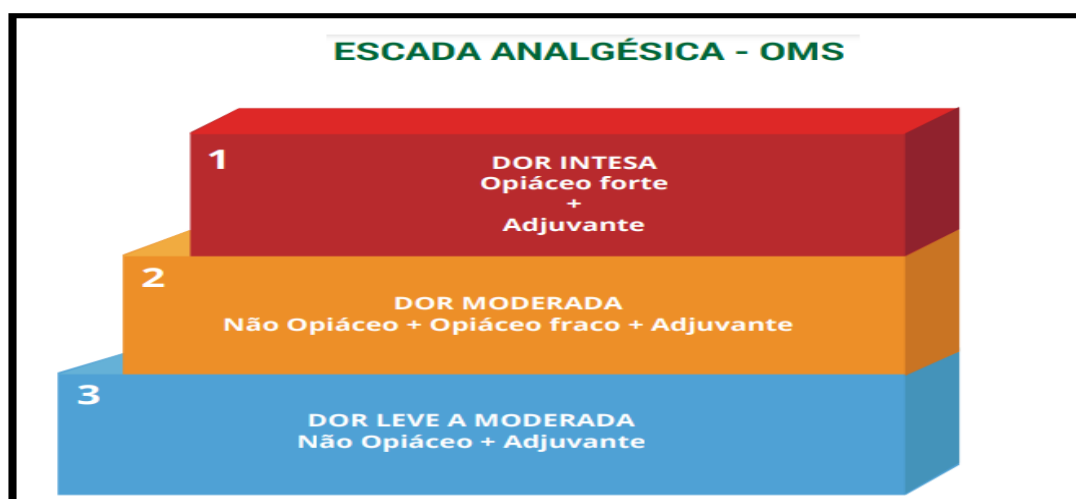 ESCADA ANALGÉSICA - OMS
1
DOR INTESA
Opiáceo forte
+
Adjuvante
2
DOR MODERADA
Não Opiáceo + Opiáceo fraco + Adjuvante
3
DOR LEVE A MODERADA
Não Opiáceo + Adjuvante